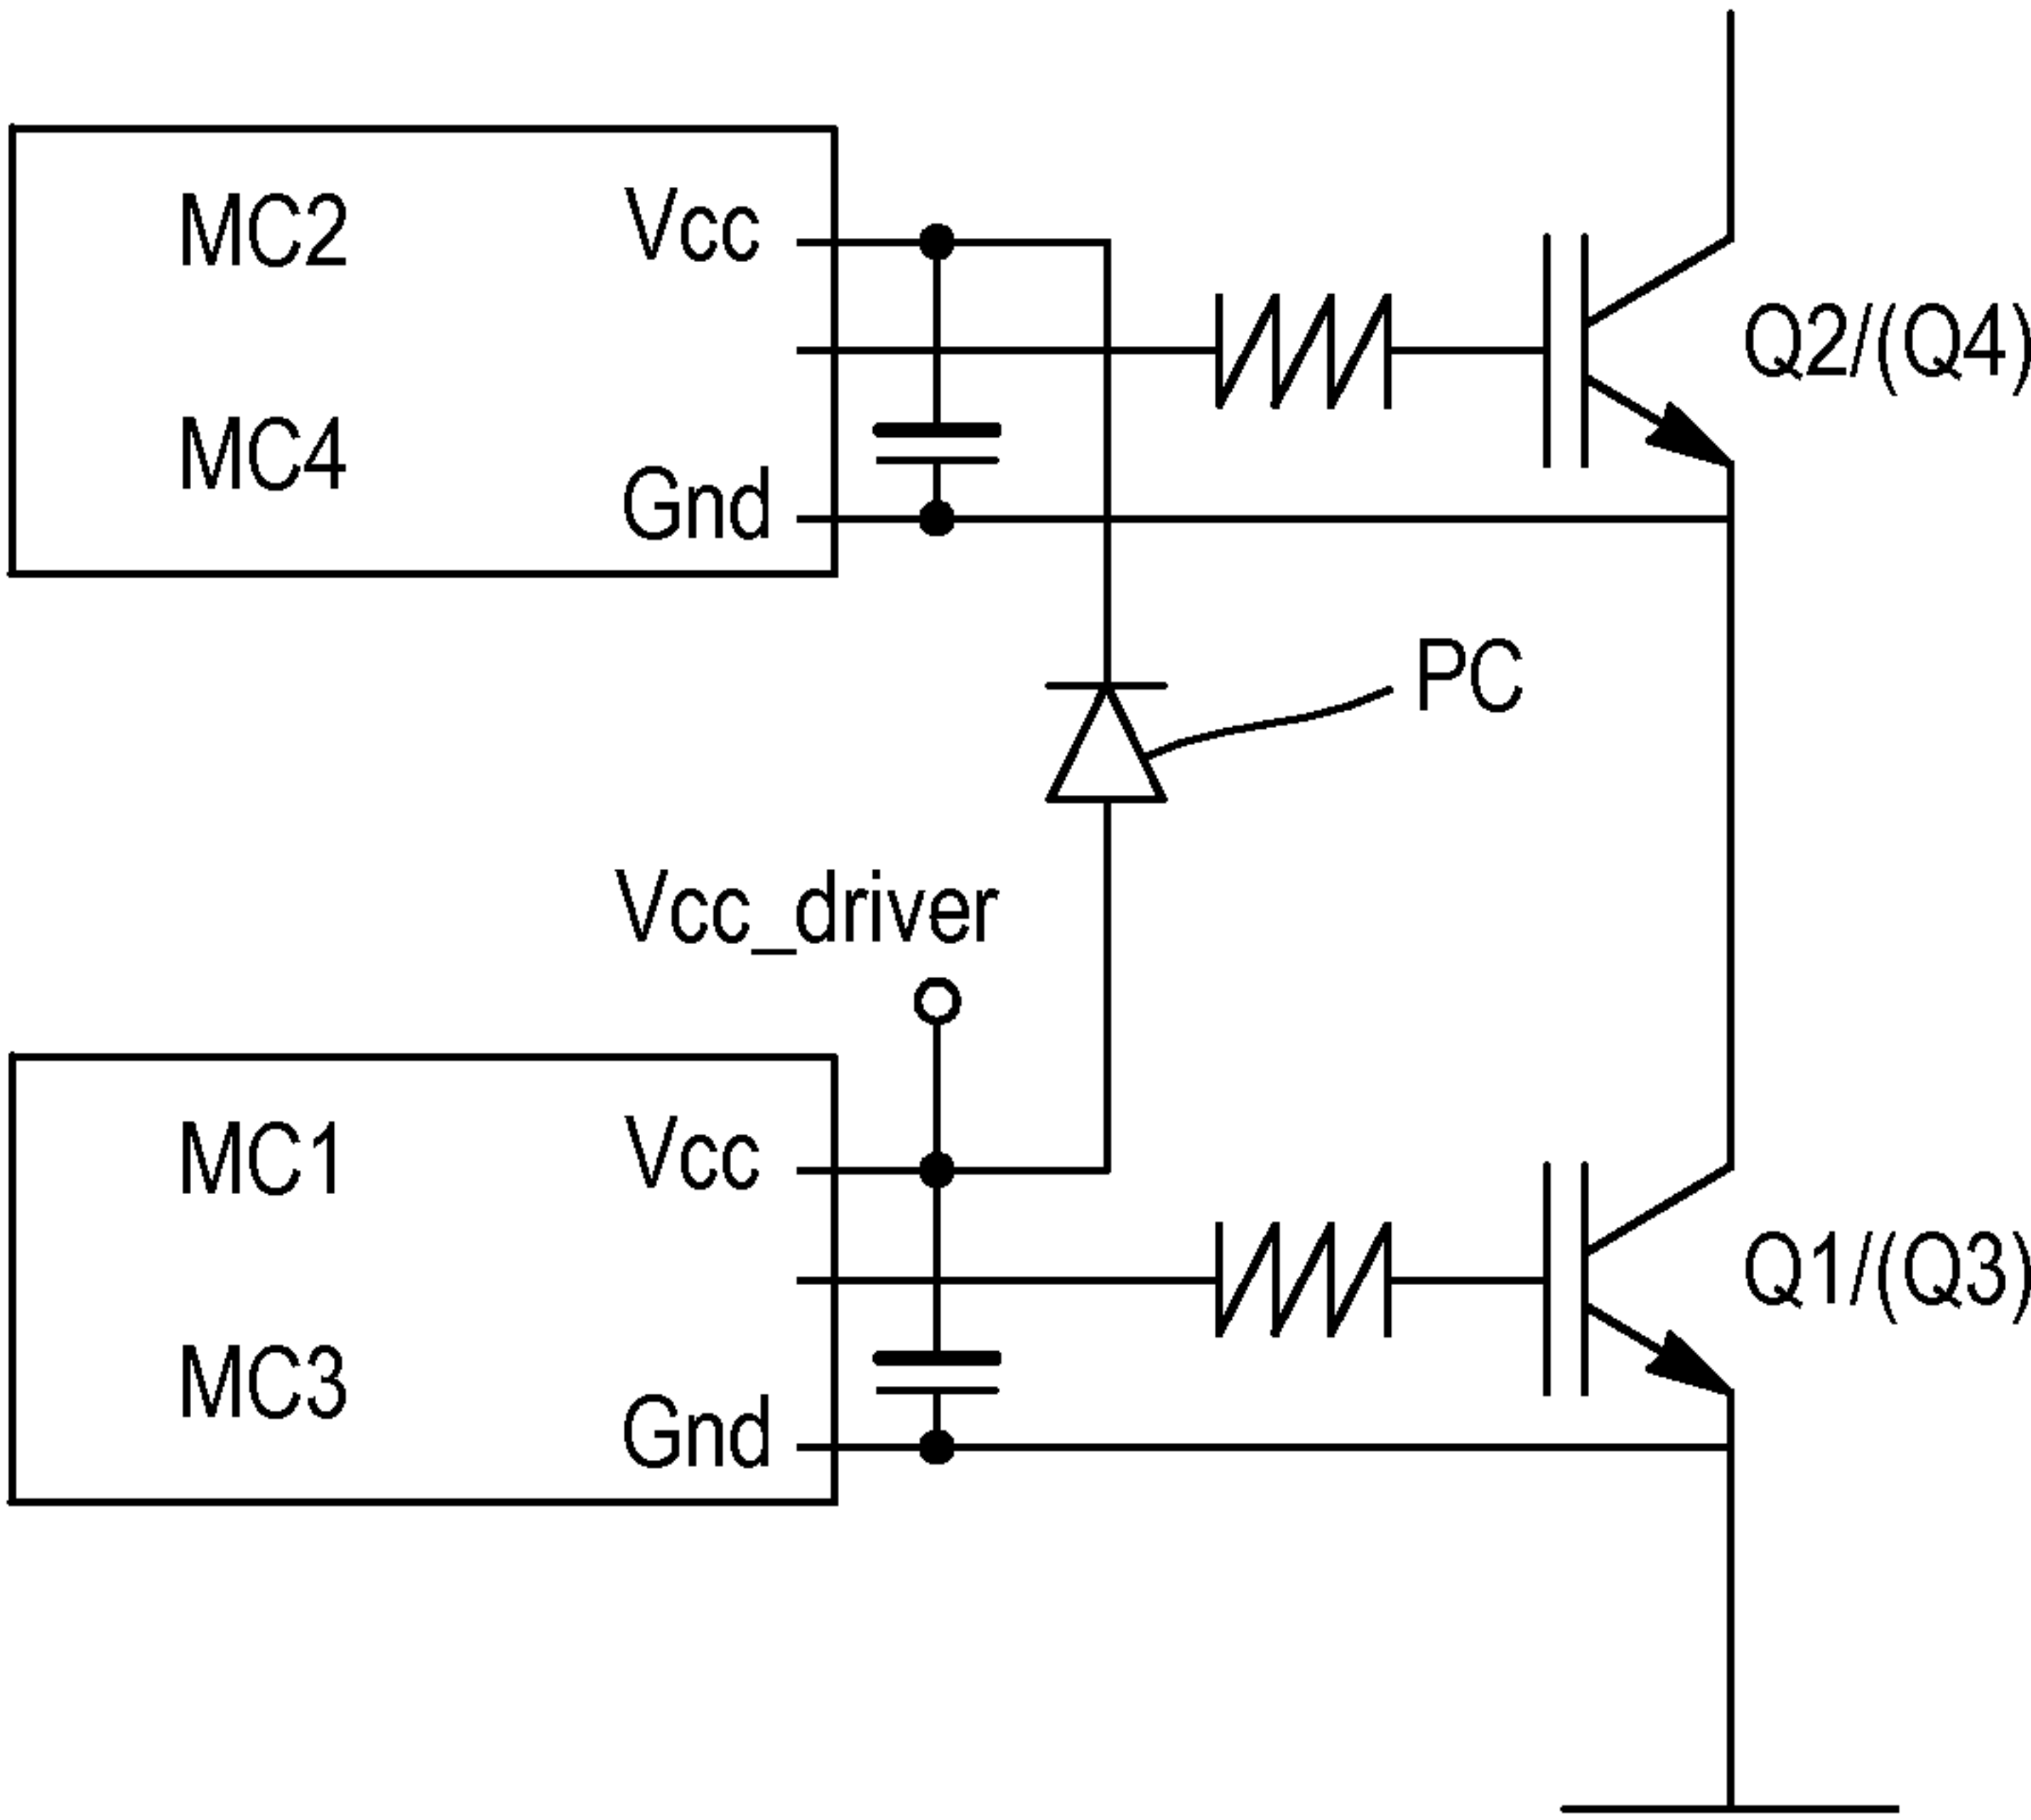 MC2
Vcc
Q2/(Q4)
MC4
Gnd
PC
Vcc_driver
MC1
Vcc
Q1/(Q3)
MC3
Gnd